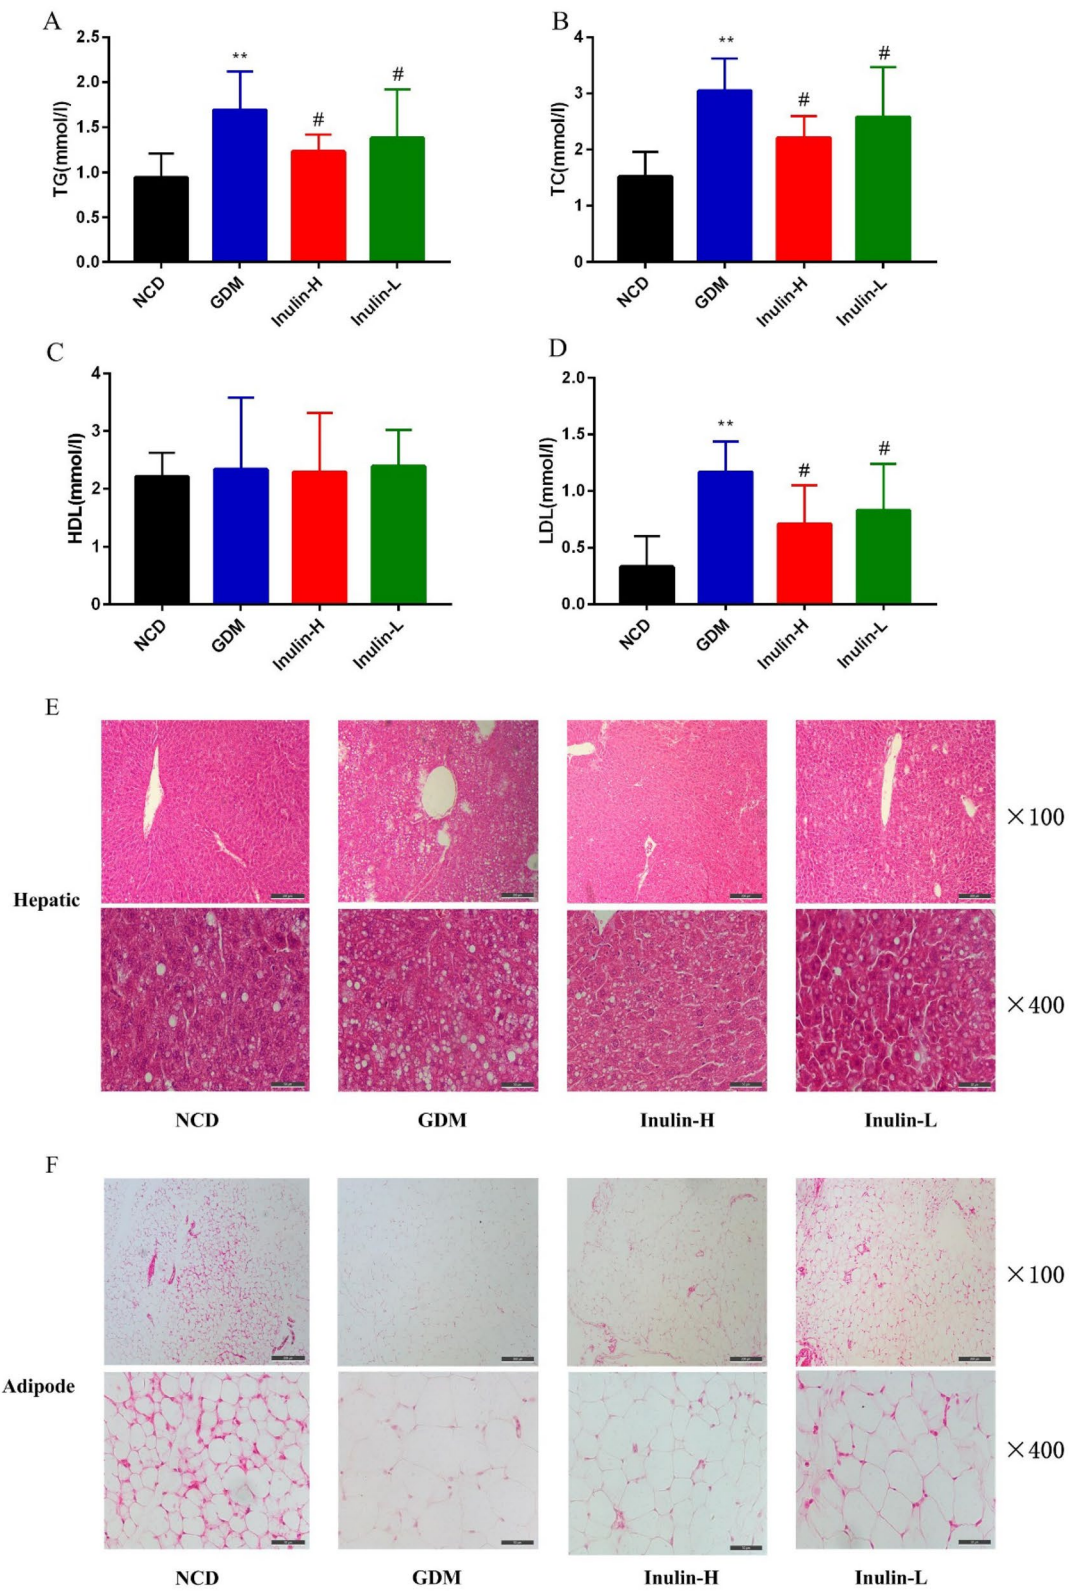 A
TG(mmol/l)
2.5
2.0
1.5
1.0
0.5
0.0
**
#
#
NCD
GDM
Inulin-H
Inulin-L
B
TC(mmol/l)
4
3
2
1
0
**
#
#
NCD
GDM
Inulin-H
Inulin-L
C
HDL(mmol/l)
4
3
2
1
0
NCD
GDM
Inulin-H
Inulin-L
D
LDL(mmol/l)
2.0
1.5
1.0
0.5
0.0
**
#
#
NCD
GDM
Inulin-H
Inulin-L
E
×100
Hepatic
×400
NCD GDM Inulin-H Inulin-L
F
×100
Adipode
×400
NCD GDM Inulin-H Inulin-L